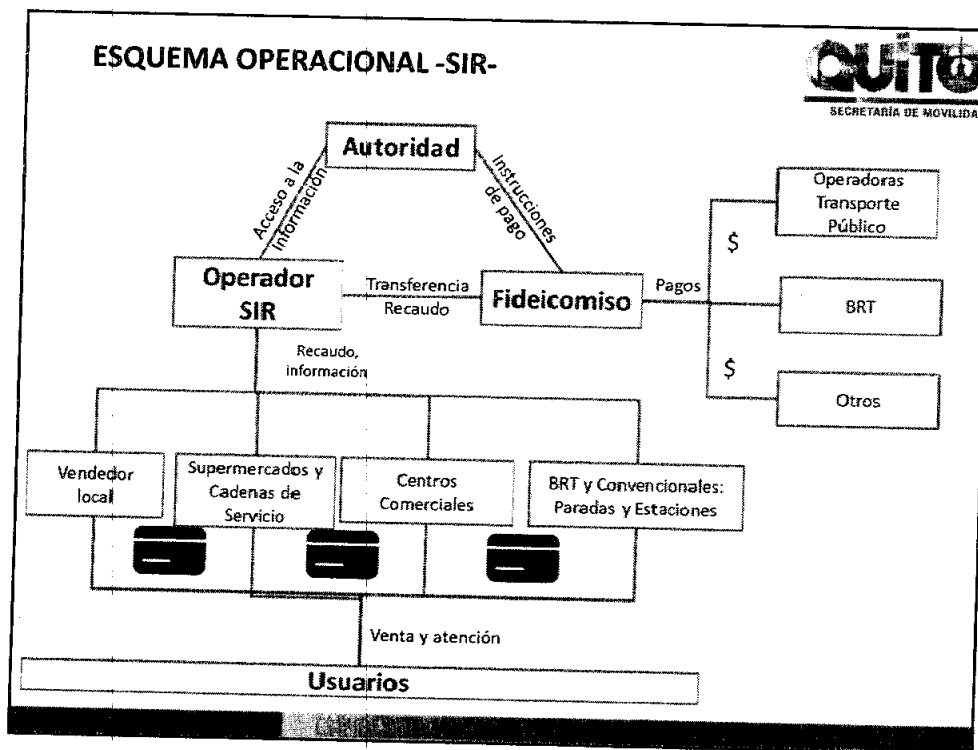 ESQUEMA OPERACIONAL -SIR-
QUITO
SECRETARÍA DE MOVILIDA
Autoridad
Acceso a la
información
Instrucciones
de pago
Operador
SIR
Transferencia
Recaudo
Fideicomiso
Pagos
$
$
Operadoras
Transporte
Público
BRT
Otros
Recaudo,
información
Vendedor
local
Supermercados y
Cadenas de
Servicio
Centros
Comerciales
BRT y Convencionales:
Paradas y Estaciones
Venta y atención
Usuarios